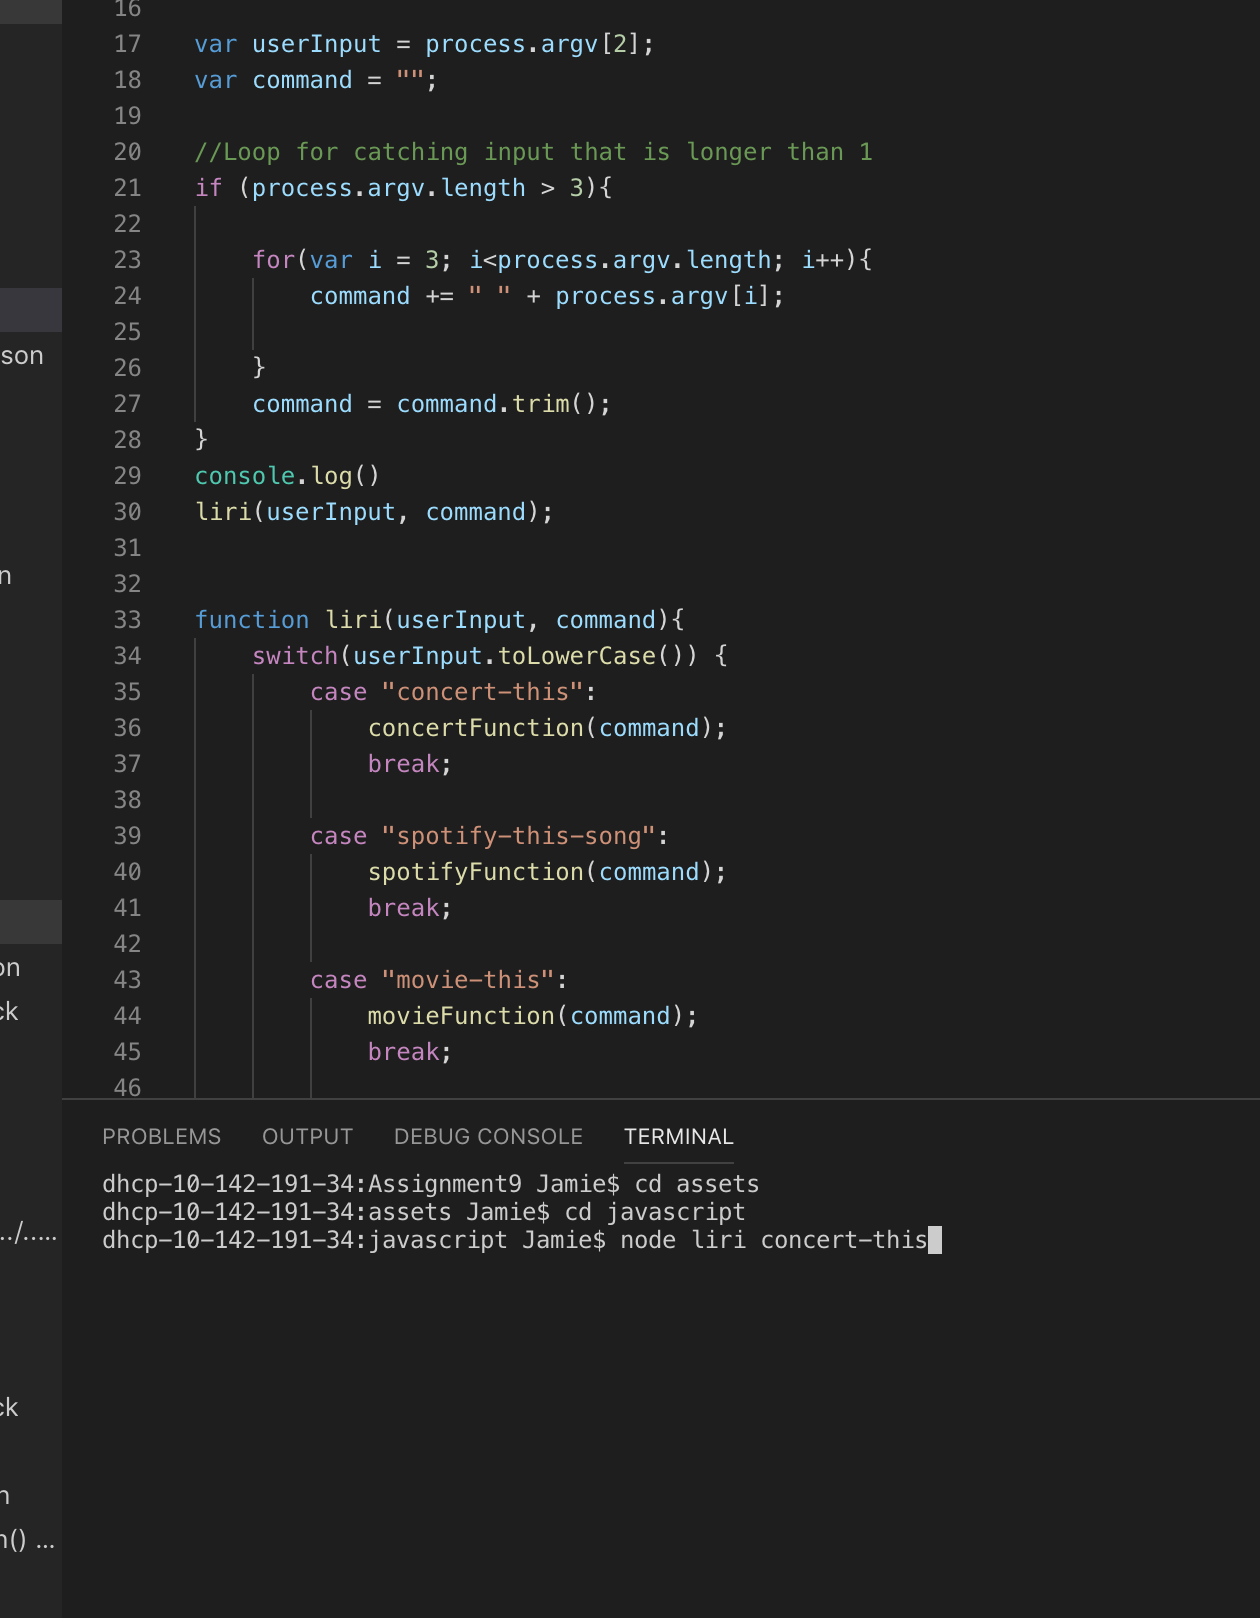 16
17 var userInput = process.argv[2];
18 var command = "";
19
20 //Loop for catching input that is longer than 1
21 if (process.argv.length > 3){
22
23 for(var i = 3; i<process.argv.length; i++){
24 command += " " + process.argv[i];
25
26 }
27 command = command.trim();
28 }
29 console.log()
30 liri(userInput, command);
31
32
33 function liri(userInput, command){
34 switch(userInput.toLowerCase()) {
35 case "concert-this":
36 concertFunction(command);
37 break;
38
39 case "spotify-this-song":
40 spotifyFunction(command);
41 break;
42
43 case "movie-this":
44 movieFunction(command);
45 break;
46
son
n
on
ck
../.....
ck
n
n() ...
PROBLEMS OUTPUT DEBUG CONSOLE TERMINAL
dhcp-10-142-191-34:Assignment9 Jamie$ cd assets
dhcp-10-142-191-34:assets Jamie$ cd javascript
dhcp-10-142-191-34:javascript Jamie$ node liri concert-this